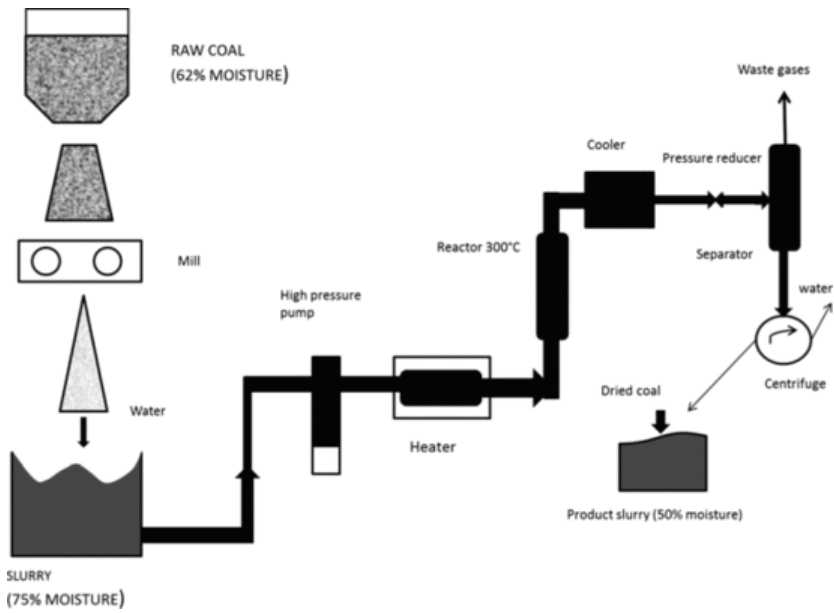 RAW COAL
(62% MOISTURE)
Mill
Water
SLURRY
(75% MOISTURE)
High pressure
pump
Heater
Reactor 300°C
Cooler
Pressure reducer
Waste gases
Separator
water
Centrifuge
Dried coal
Product slurry (50% moisture)